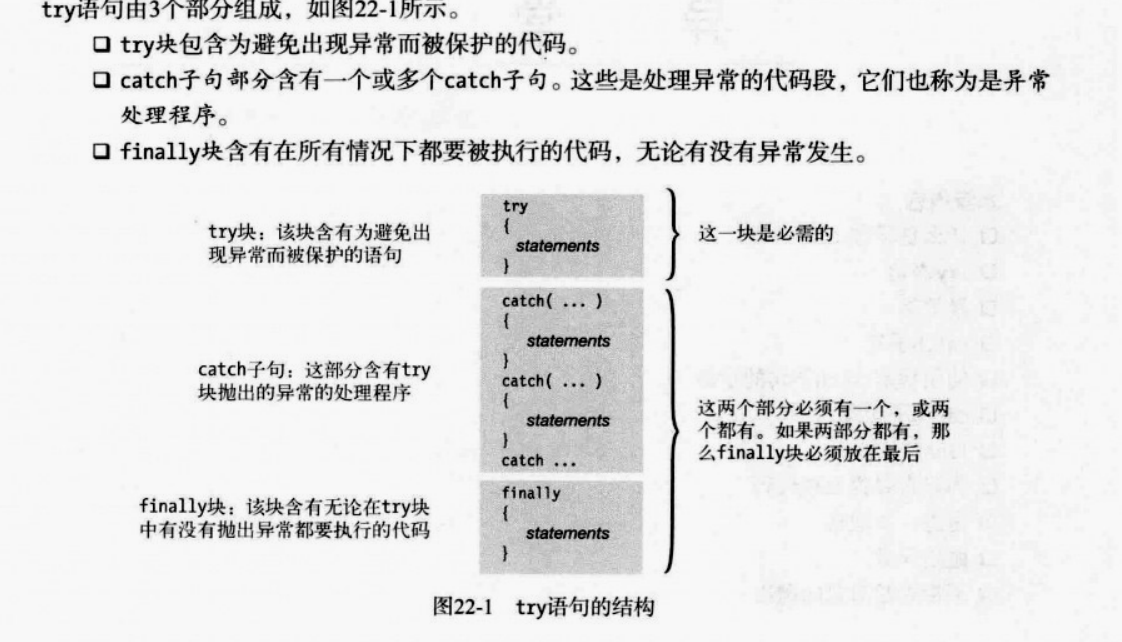 try语句由3个部分组成，如图22-1所示。
❑ try块包含为避免出现异常而被保护的代码。
❑ catch子句部分含有一个或多个catch子句。这些是处理异常的代码段，它们也称为是异常
处理程序。
❑ finally块含有在所有情况下都要被执行的代码，无论有没有异常发生。
try块：该块含有为避免出
现异常而被保护的语句
try
{
statements
}
这一块是必需的
catch子句：这部分含有try
块抛出的异常的处理程序
catch( ... )
{
statements
}
catch( ... )
{
statements
}
catch ...
这两个部分必须有一个，或两
个都有。如果两部分都有，那
么finally块必须放在最后
finally块：该块含有无论在try块
中有没有抛出异常都要执行的代码
finally
{
statements
}
图22-1 try语句的结构